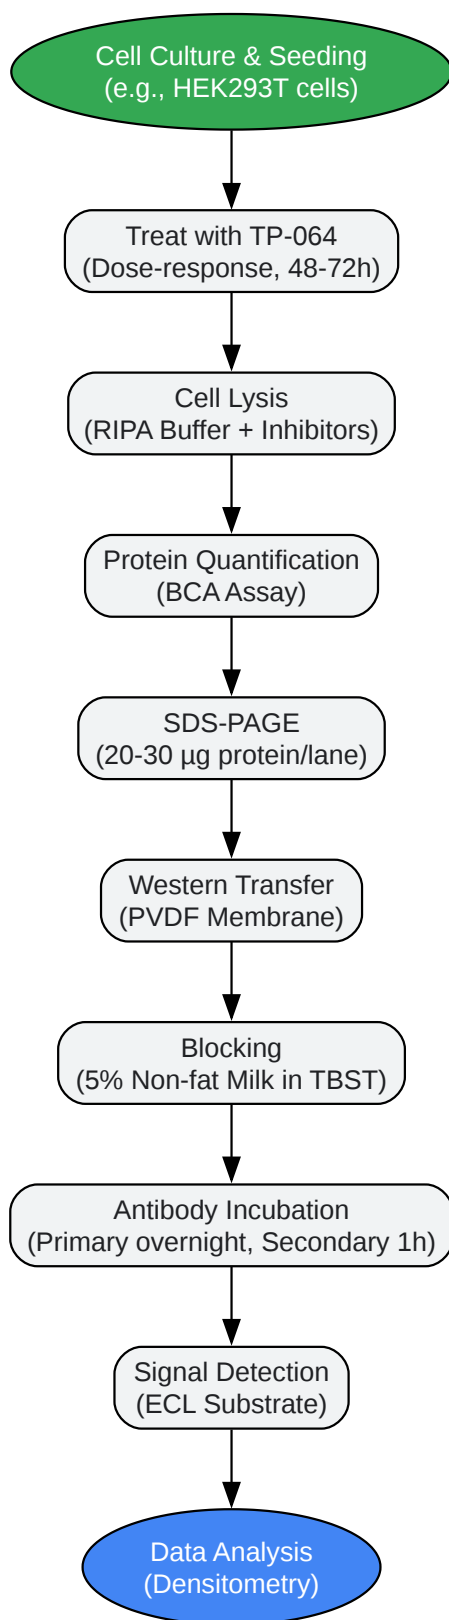 Cell Culture & Seeding
(e.g., HEK293T cells)
Treat with TP-064
(Dose-response, 48-72h)
Cell Lysis
(RIPA Buffer + Inhibitors)
Protein Quantification
(BCA Assay)
SDS-PAGE
(20-30 µg protein/lane)
Western Transfer
(PVDF Membrane)
Blocking
(5% Non-fat Milk in TBST)
Antibody Incubation
(Primary overnight, Secondary 1h)
Signal Detection
(ECL Substrate)
Data Analysis
(Densitometry)